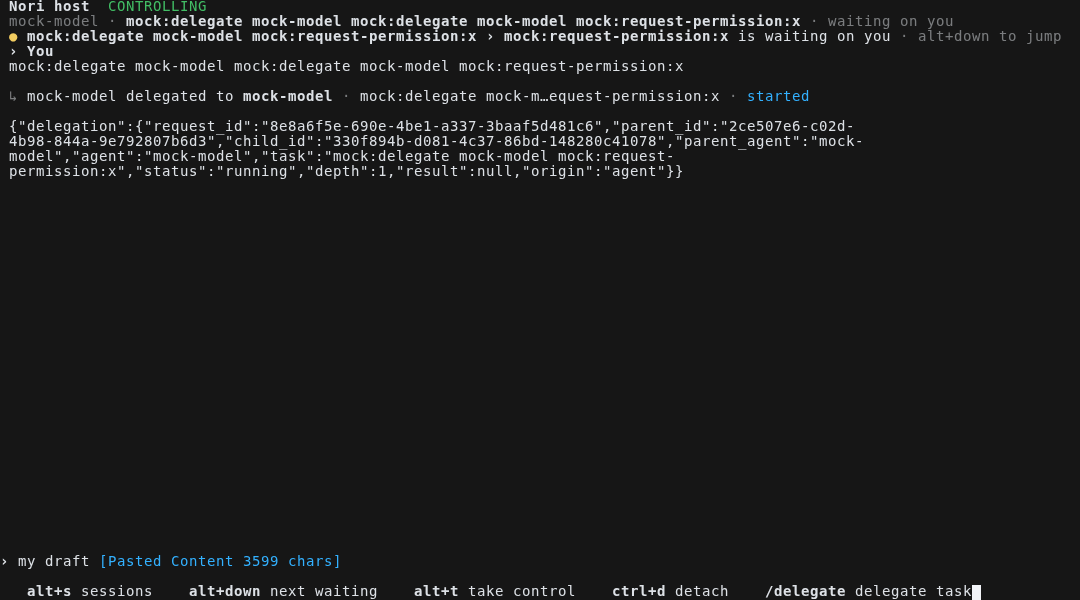 Nori host  CONTROLLING
mock-model · mock:delegate mock-model mock:delegate mock-model mock:request-permission:x · waiting on you
● mock:delegate mock-model mock:request-permission:x › mock:request-permission:x is waiting on you · alt+down to jump
› You
mock:delegate mock-model mock:delegate mock-model mock:request-permission:x
↳ mock-model delegated to mock-model · mock:delegate mock-m…equest-permission:x · started
{"delegation":{"request_id":"8e8a6f5e-690e-4be1-a337-3baaf5d481c6","parent_id":"2ce507e6-c02d-
4b98-844a-9e792807b6d3","child_id":"330f894b-d081-4c37-86bd-148280c41078","parent_agent":"mock-
model","agent":"mock-model","task":"mock:delegate mock-model mock:request-
permission:x","status":"running","depth":1,"result":null,"origin":"agent"}}
› my draft [Pasted Content 3599 chars]
alt+s sessions    alt+down next waiting    alt+t take control    ctrl+d detach    /delegate delegate task